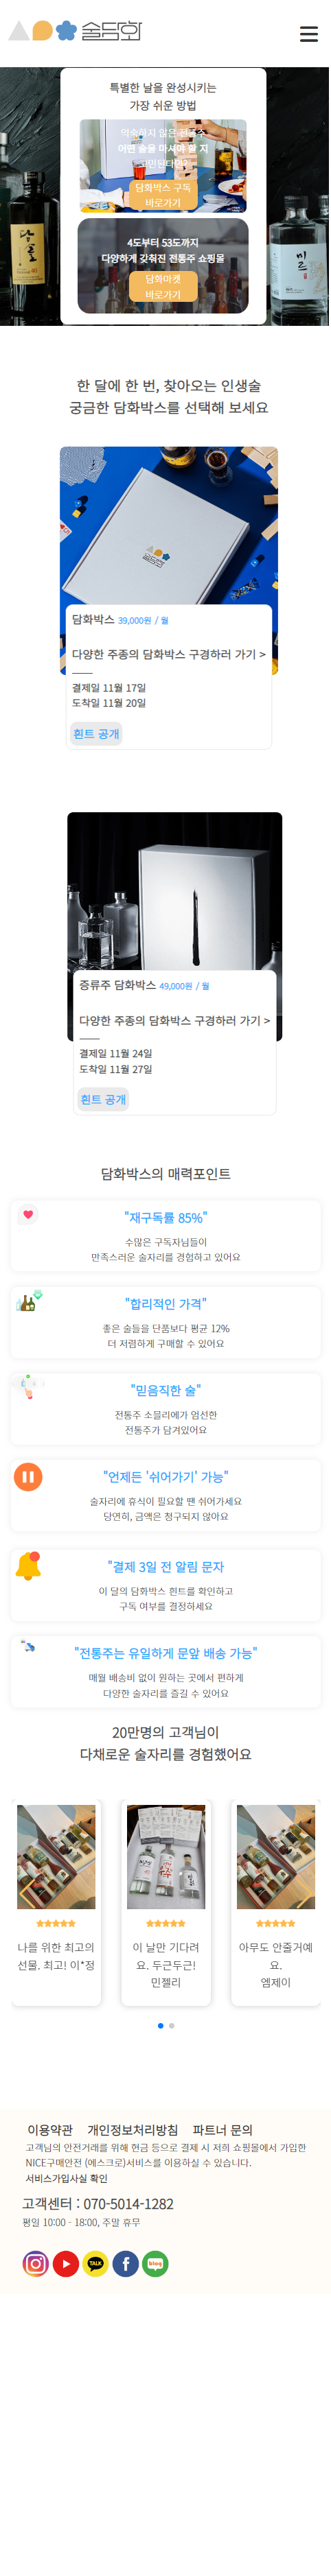 술담화
특별한 날을 완성시키는
가장 쉬운 방법
익숙하지 않은 전통주,
어떤 술을 마셔야 할 지
고민된다면?
담화박스 구독
바로가기
4도부터 53도까지
다양하게 갖춰진 전통주 쇼핑몰
담화마켓
바로가기
한 달에 한 번, 찾아오는 인생술
궁금한 담화박스를 선택해 보세요
담화박스 39,000원 / 월
다양한 주종의 담화박스 구경하러 가기 >
결제일 11월 17일
도착일 11월 20일
힌트 공개
증류주 담화박스 49,000원 / 월
다양한 주종의 담화박스 구경하러 가기 >
결제일 11월 24일
도착일 11월 27일
힌트 공개
담화박스의 매력포인트
"재구독률 85%"
수많은 구독자님들이
만족스러운 술자리를 경험하고 있어요
"합리적인 가격"
좋은 술들을 단품보다 평균 12%
더 저렴하게 구매할 수 있어요
"믿음직한 술"
전통주 소믈리에가 엄선한
전통주가 담겨있어요
"언제든 '쉬어가기' 가능"
술자리에 휴식이 필요할 땐 쉬어가세요
당연히, 금액은 청구되지 않아요
"결제 3일 전 알림 문자
이 달의 담화박스 힌트를 확인하고
구독 여부를 결정하세요
"전통주는 유일하게 문앞 배송 가능"
매월 배송비 없이 원하는 곳에서 편하게
다양한 술자리를 즐길 수 있어요
20만명의 고객님이
다채로운 술자리를 경험했어요
나를 위한 최고의
선물. 최고! 이*정
이 날만 기다려
요. 두근두근!
민젤리
아무도 안줄거예
요.
엠제이
이용약관 개인정보처리방침 파트너 문의
고객님의 안전거래를 위해 현금 등으로 결제 시 저희 쇼핑몰에서 가입한
NICE구매안전 (에스크로)서비스를 이용하실 수 있습니다.
서비스가입사실 확인
고객센터 : 070-5014-1282
평일 10:00 - 18:00, 주말 휴무
TALK
blog